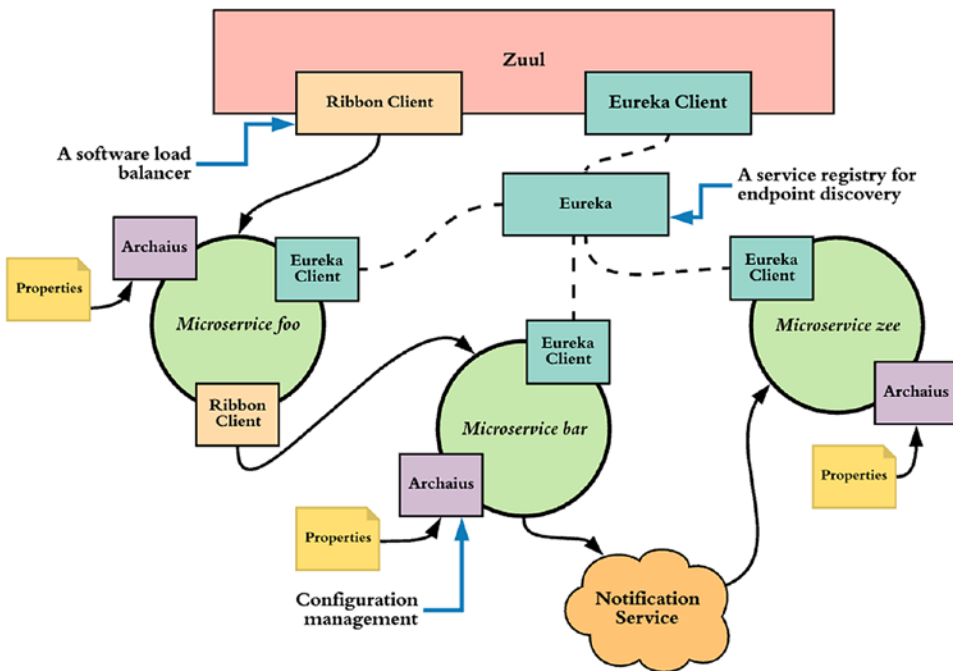 Zuul
Ribbon Client
Eureka Client
A software load
balancer
Eureka
A service registry for
endpoint discovery
Archaius
Eureka
Client
Properties
Microservice foo
Ribbon
Client
Eureka
Client
Microservice bar
Archaius
Properties
Configuration
management
Notification
Service
Eureka
Client
Microservice zee
Archaius
Properties